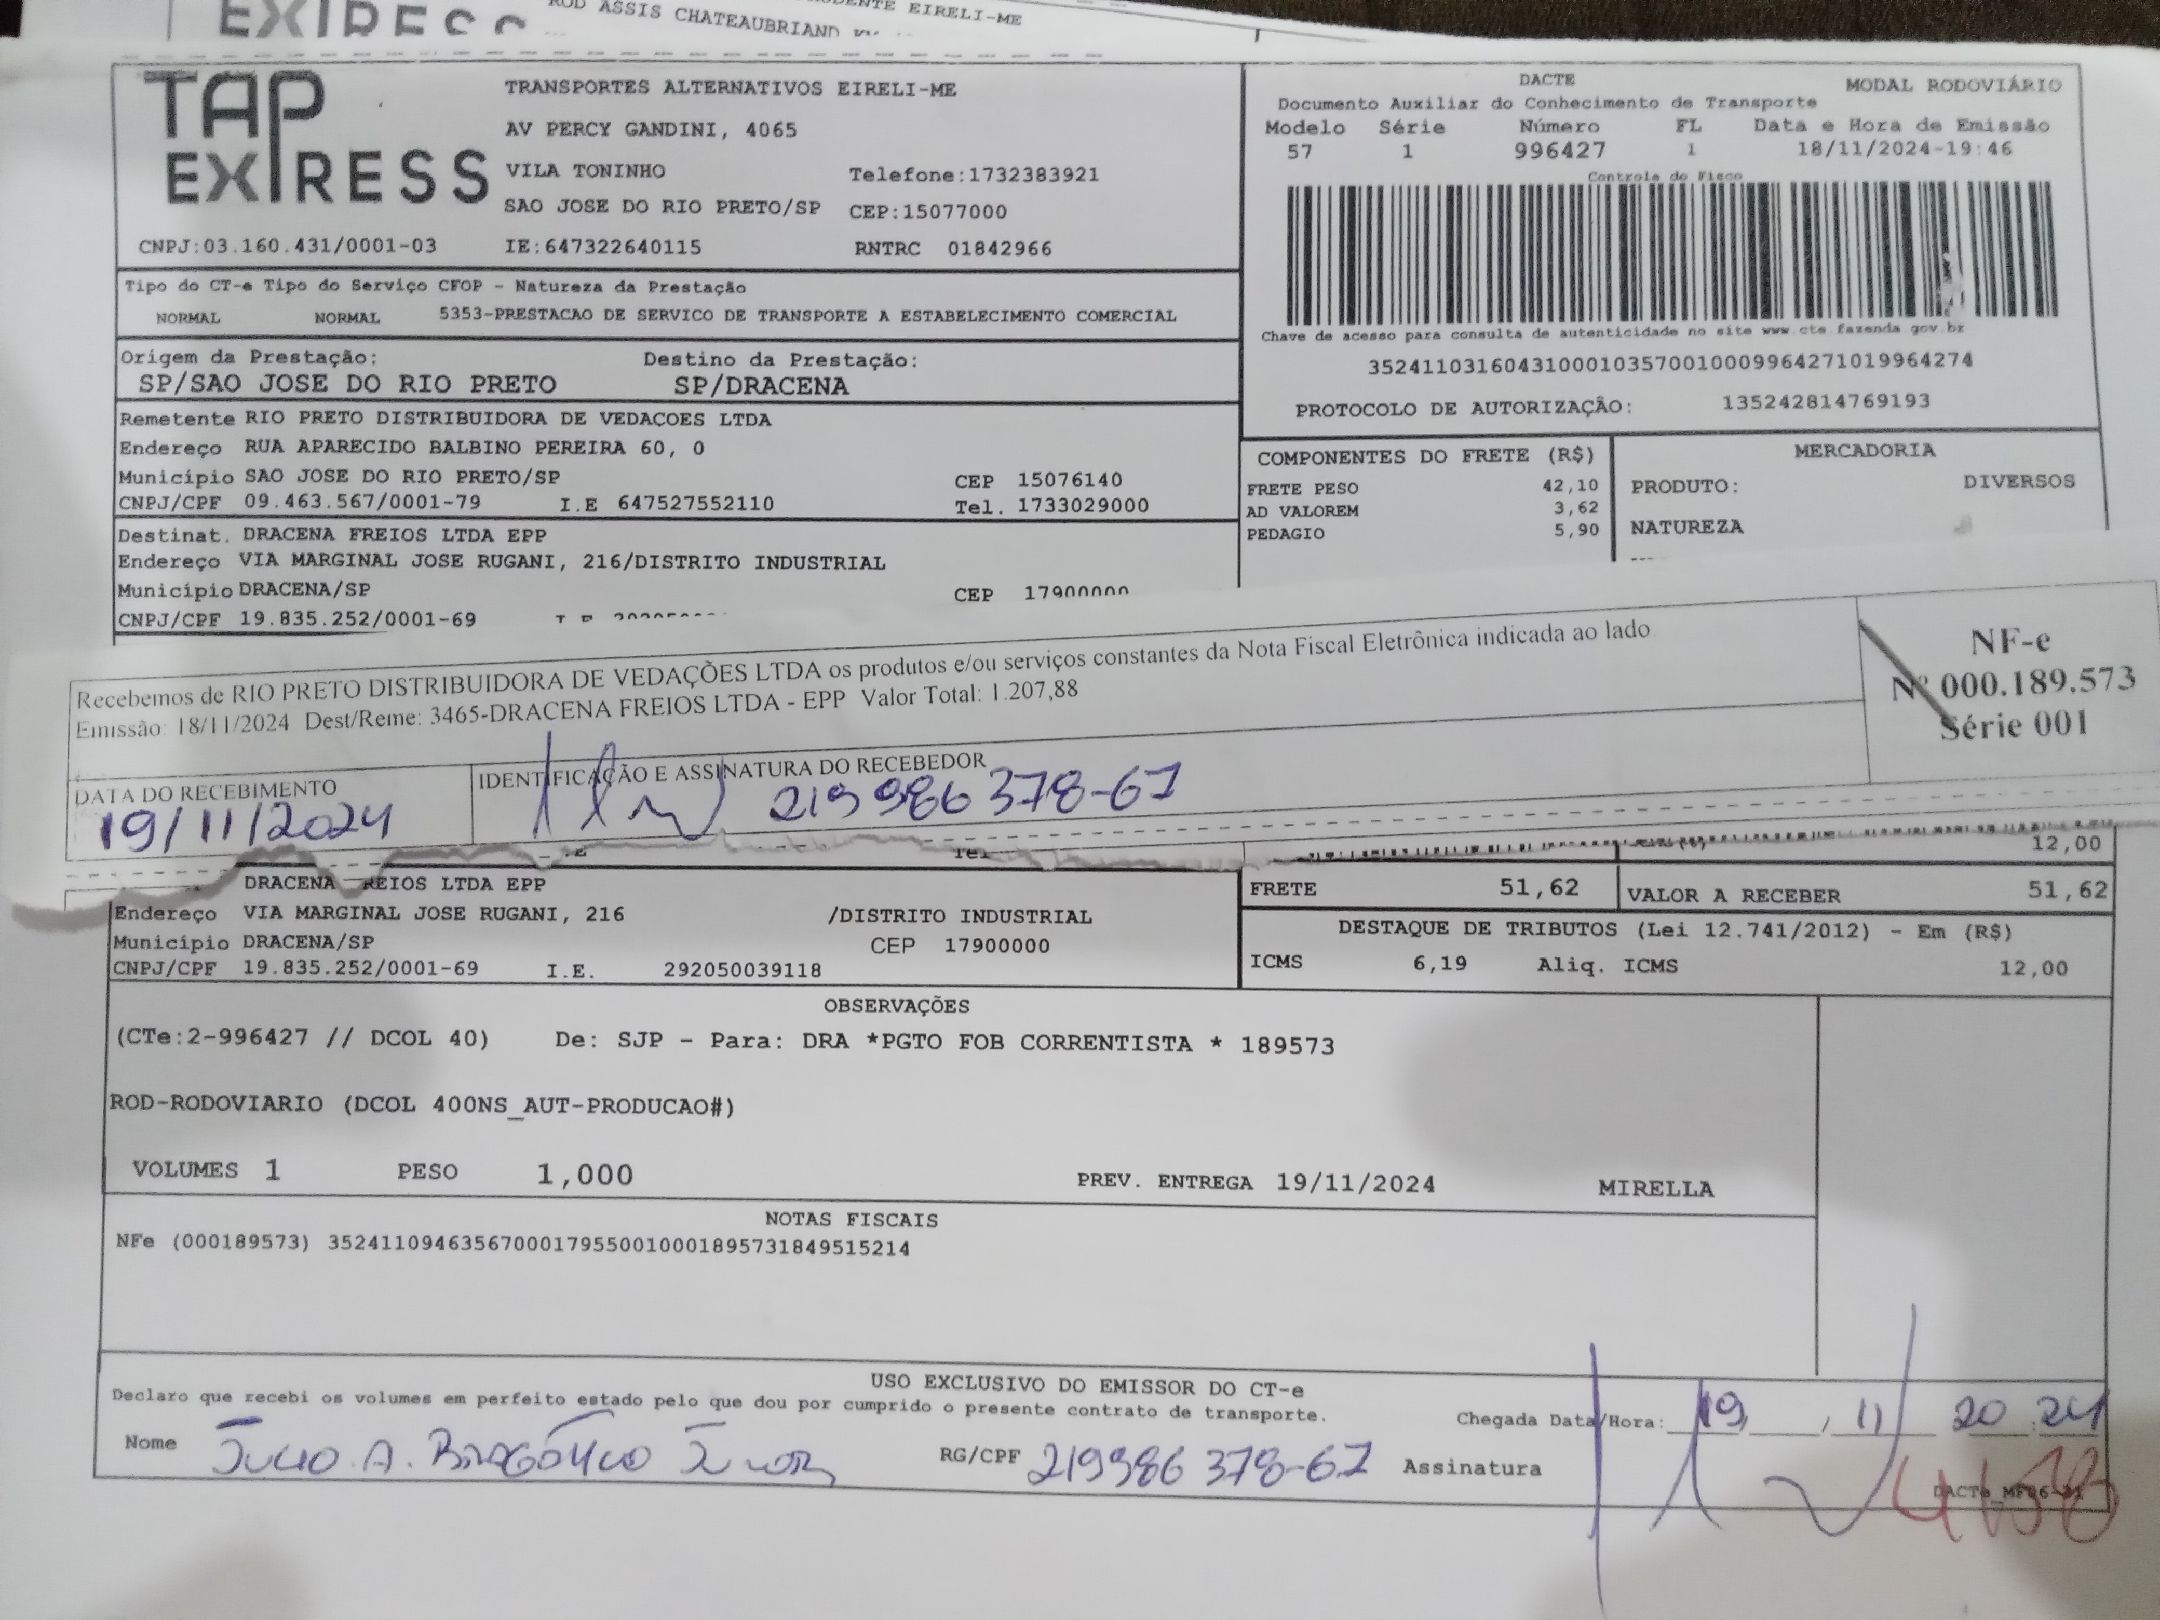 ROD ASSIS CHATEAUBRIAND
EIRELI-ME
TAP
EXPRESS
TRANSPORTES ALTERNATIVOS EIRELI-ME
AV PERCY GANDINI, 4065
VILA TONINHO Telefone:1732383921
SAO JOSE DO RIO PRETO/SP CEP:15077000
CNPJ:03.160.431/0001-03 IE:647322640115 RNTRC 01842966
DACTE MODAL RODOVIÁRIO
Documento Auxiliar do Conhecimento de Transporte
Modelo Série Número FL Data e Hora de Emissão
57 1 996427 1 18/11/2024-19:46
Controle do Fisco
Chave de acesso para consulta de autenticidade no site www.cte.fazenda.gov.br
35241103160431000103570010009964271019964274
PROTOCOLO DE AUTORIZAÇÃO: 135242814769193
Tipo do CT-e Tipo do Serviço CFOP - Natureza da Prestação
NORMAL NORMAL 5353-PRESTACAO DE SERVICO DE TRANSPORTE A ESTABELECIMENTO COMERCIAL
Origem da Prestação: Destino da Prestação:
SP/SAO JOSE DO RIO PRETO SP/DRACENA
Remetente RIO PRETO DISTRIBUIDORA DE VEDACOES LTDA
Endereço RUA APARECIDO BALBINO PEREIRA 60, 0
Município SAO JOSE DO RIO PRETO/SP CEP 15076140
CNPJ/CPF 09.463.567/0001-79 I.E 647527552110 Tel. 1733029000
Destinat. DRACENA FREIOS LTDA EPP
Endereço VIA MARGINAL JOSE RUGANI, 216/DISTRITO INDUSTRIAL
Município DRACENA/SP CEP 17900000
CNPJ/CPF 19.835.252/0001-69
COMPONENTES DO FRETE (R$)
FRETE PESO 42,10
AD VALOREM 3,62
PEDAGIO 5,90
MERCADORIA
PRODUTO: DIVERSOS
NATUREZA
Recebemos de RIO PRETO DISTRIBUIDORA DE VEDAÇÕES LTDA os produtos e/ou serviços constantes da Nota Fiscal Eletrônica indicada ao lado
Emissão: 18/11/2024 Dest/Reme: 3465-DRACENA FREIOS LTDA - EPP Valor Total: 1.207,88
NF-e
Nº 000.189.573
Série 001
DATA DO RECEBIMENTO IDENTIFICAÇÃO E ASSINATURA DO RECEBEDOR
19/11/2024 219986378-67
12,00
FRETE 51,62 VALOR A RECEBER 51,62
DRACENA FREIOS LTDA EPP
Endereço VIA MARGINAL JOSE RUGANI, 216 /DISTRITO INDUSTRIAL
Município DRACENA/SP CEP 17900000
CNPJ/CPF 19.835.252/0001-69 I.E. 292050039118
DESTAQUE DE TRIBUTOS (Lei 12.741/2012) - Em (R$)
ICMS 6,19 Aliq. ICMS 12,00
OBSERVAÇÕES
(CTe:2-996427 // DCOL 40) De: SJP - Para: DRA *PGTO FOB CORRENTISTA * 189573
ROD-RODOVIARIO (DCOL 400NS_AUT-PRODUCAO#)
VOLUMES 1 PESO 1,000 PREV. ENTREGA 19/11/2024 MIRELLA
NOTAS FISCAIS
NFe (000189573) 35241109463567000179550010001895731849515214
USO EXCLUSIVO DO EMISSOR DO CT-e
Declaro que recebi os volumes em perfeito estado pelo que dou por cumprido o presente contrato de transporte.
Chegada Data/Hora: 19 / 11 2024
Nome Julio A. RG/CPF 219986378-67 Assinatura